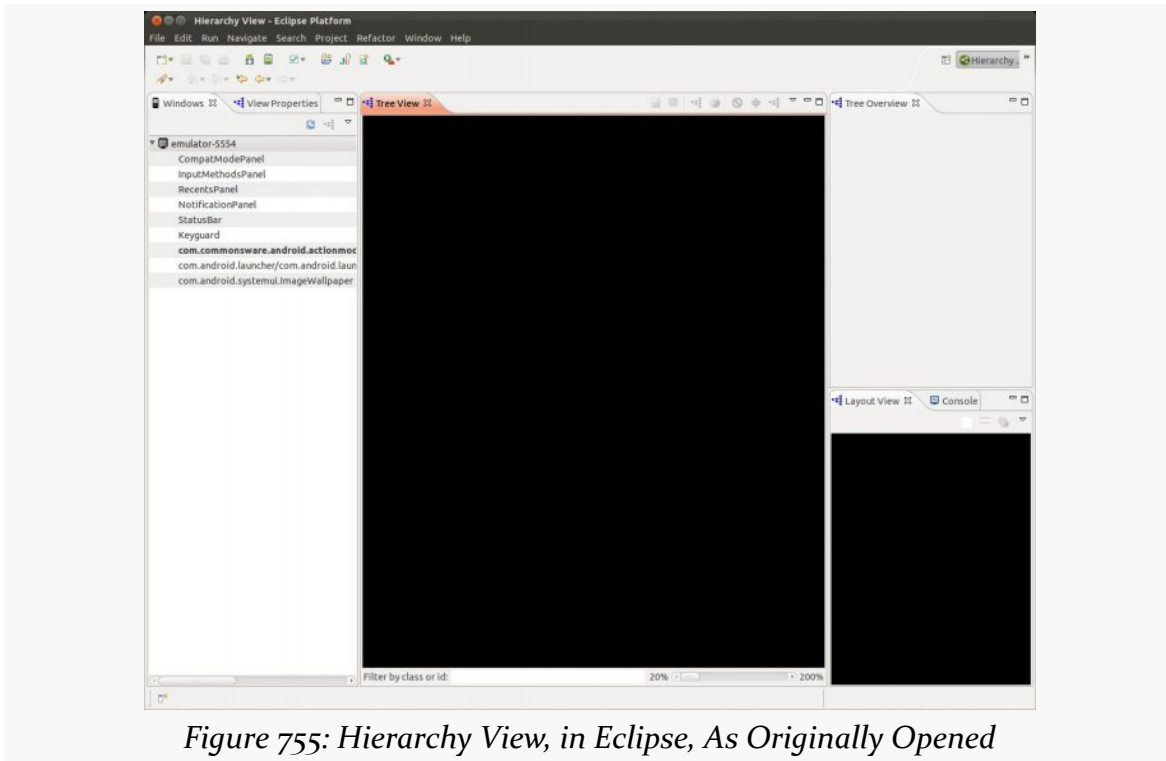 Hierarchy View - Eclipse Platform
File Edit Run Navigate Search Project Refactor Window Help
Hierarchy..
Windows
View Properties
Tree View
Tree Overview
emulator-5554
CompatModePanel
InputMethodsPanel
RecentsPanel
NotificationPanel
StatusBar
Keyguard
com.commonsware.android.actionmod
com.android.launcher/com.android.laun
com.android.systemui.ImageWallpaper
Layout View
Console
Filter by class or id:
20%
200%
Figure 755: Hierarchy View, in Eclipse, As Originally Opened